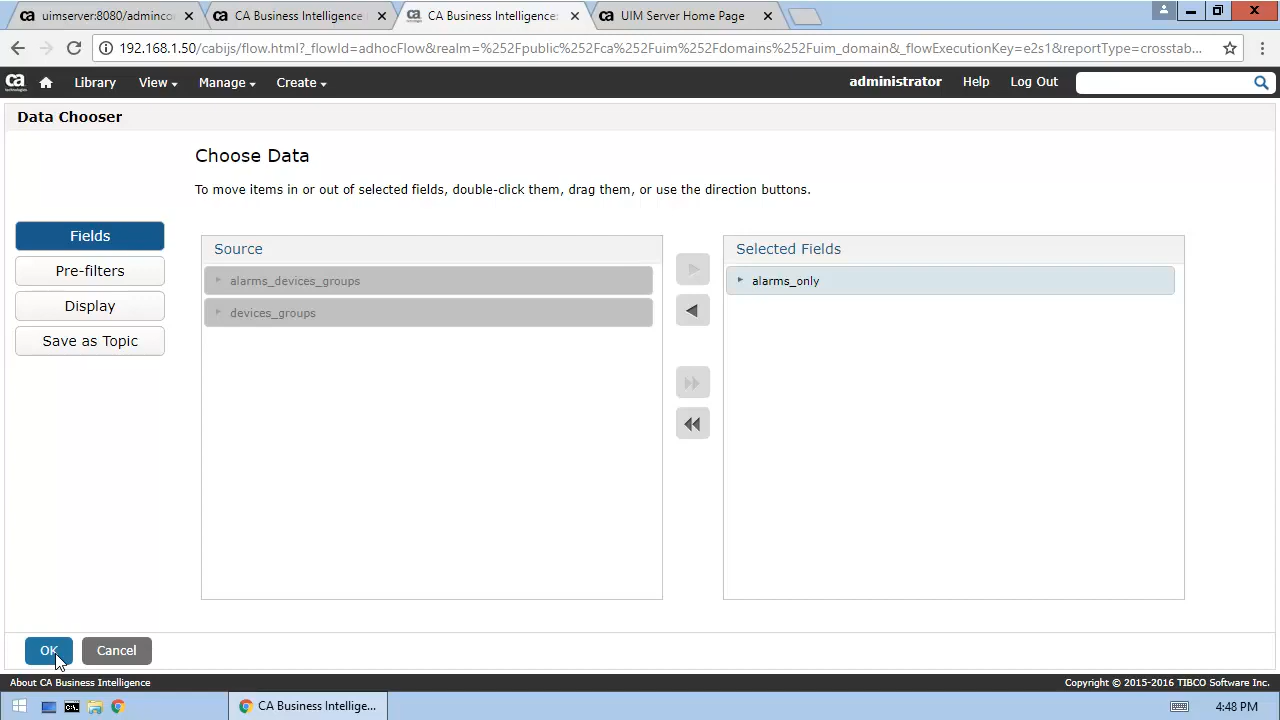 uimserver:8080/adminco
CA Business Intelligence
CA Business Intelligence:
UIM Server Home Page
192.168.1.50/cabijs/flow.html?_flowId=adhocFlow&realm=%252Fpublic%252Fca%252Fuim%252Fdomains%252Fuim_domain&_flowExecutionKey=e2s1&reportType=crosstab...
ca
technologies
Library
View
Manage
Create
administrator
Help
Log Out
Data Chooser
Choose Data
To move items in or out of selected fields, double-click them, drag them, or use the direction buttons.
Fields
Pre-filters
Display
Save as Topic
Source
alarms_devices_groups
devices_groups
Selected Fields
alarms_only
OK
Cancel
About CA Business Intelligence
Copyright © 2015-2016 TIBCO Software Inc.
CA Business Intellige...
4:48 PM